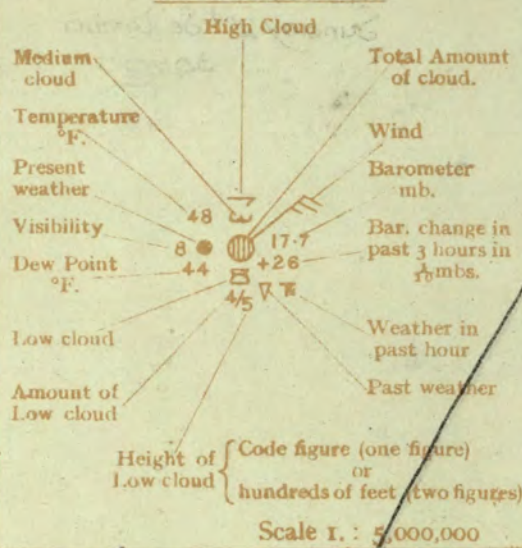 High Cloud
Medium cloud
Total Amount of cloud.
Temperature °F.
Wind
Present weather
Barometer mb.
48
Visibility
8
17.7
Bar. change in past 3 hours in 1/10 mbs.
Dew Point °F.
44
+26
4/5
Low cloud
Weather in past hour
Amount of Low cloud
Past weather
Height of Low cloud
Code figure (one figure)
or
hundreds of feet (two figures)
Scale 1. : 5,000,000